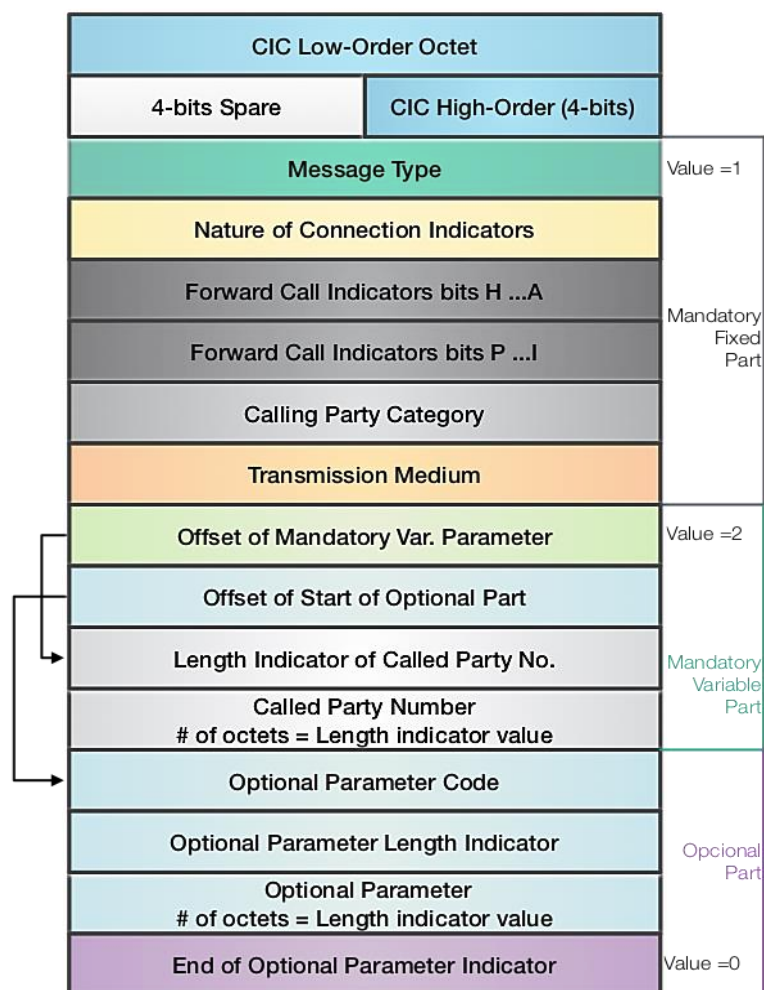 CIC Low-Order Octet
4-bits Spare
CIC High-Order (4-bits)
Message Type
Value =1
Nature of Connection Indicators
Forward Call Indicators bits H ...A
Mandatory
Fixed
Part
Forward Call Indicators bits P ...I
Calling Party Category
Transmission Medium
Offset of Mandatory Var. Parameter
Value =2
Offset of Start of Optional Part
Length Indicator of Called Party No.
Mandatory
Variable
Part
Called Party Number
# of octets = Length indicator value
Optional Parameter Code
Optional Parameter Length Indicator
Opcional
Part
Optional Parameter
# of octets = Length indicator value
End of Optional Parameter Indicator
Value =0